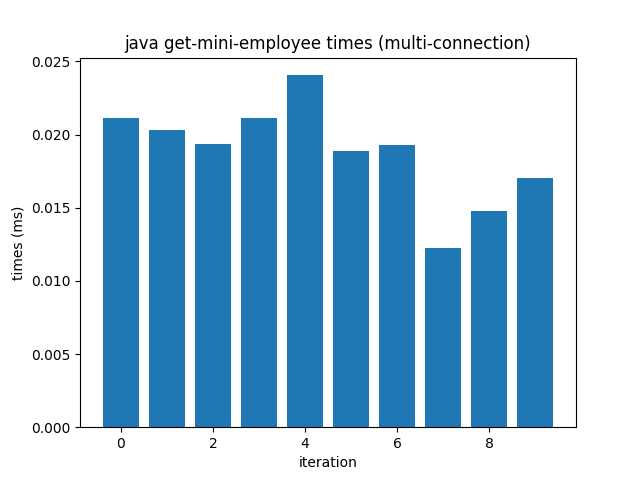 java get-mini-employee times (multi-connection)
0.025
0.020
0.015
0.010
0.005
0.000
times (ms)
0 2 4 6 8
iteration